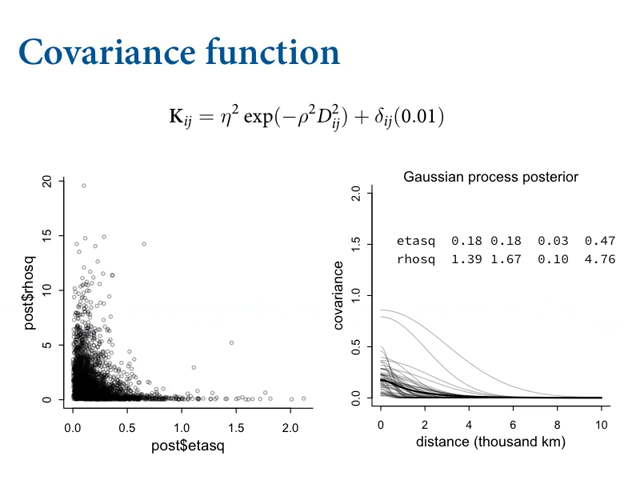 Covariance function
K_ij = η² exp(−ρ²D²_ij) + δ_ij(0.01)
20
15
10
5
0
post$rhosq
0.0 0.5 1.0 1.5 2.0
post$etasq
Gaussian process posterior
2.0
1.5
1.0
0.5
0.0
covariance
etasq 0.18 0.18 0.03 0.47
rhosq 1.39 1.67 0.10 4.76
0 2 4 6 8 10
distance (thousand km)